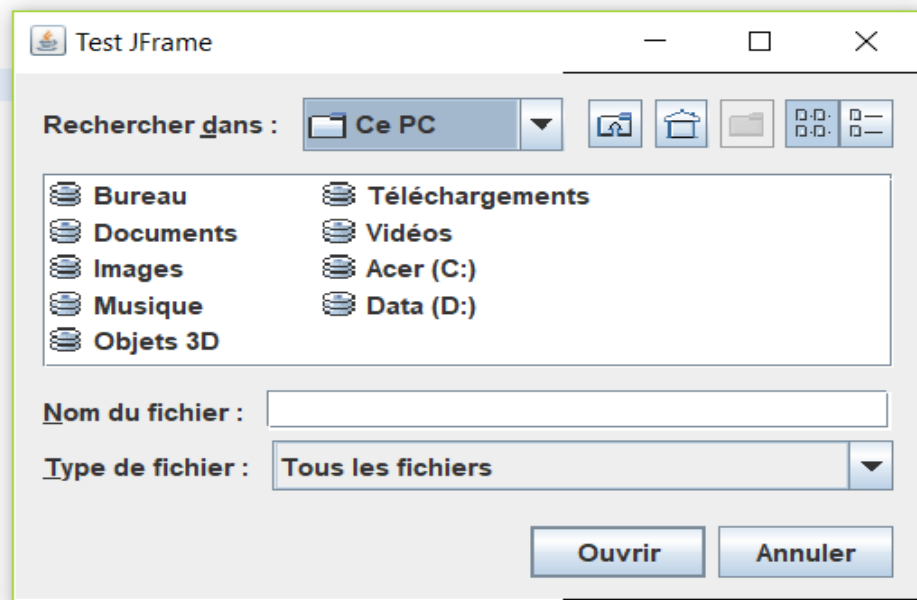 Test JFrame
Rechercher dans :
Ce PC
Bureau
Documents
Images
Musique
Objets 3D
Téléchargements
Vidéos
Acer (C:)
Data (D:)
Nom du fichier :
Type de fichier :
Tous les fichiers
Ouvrir
Annuler